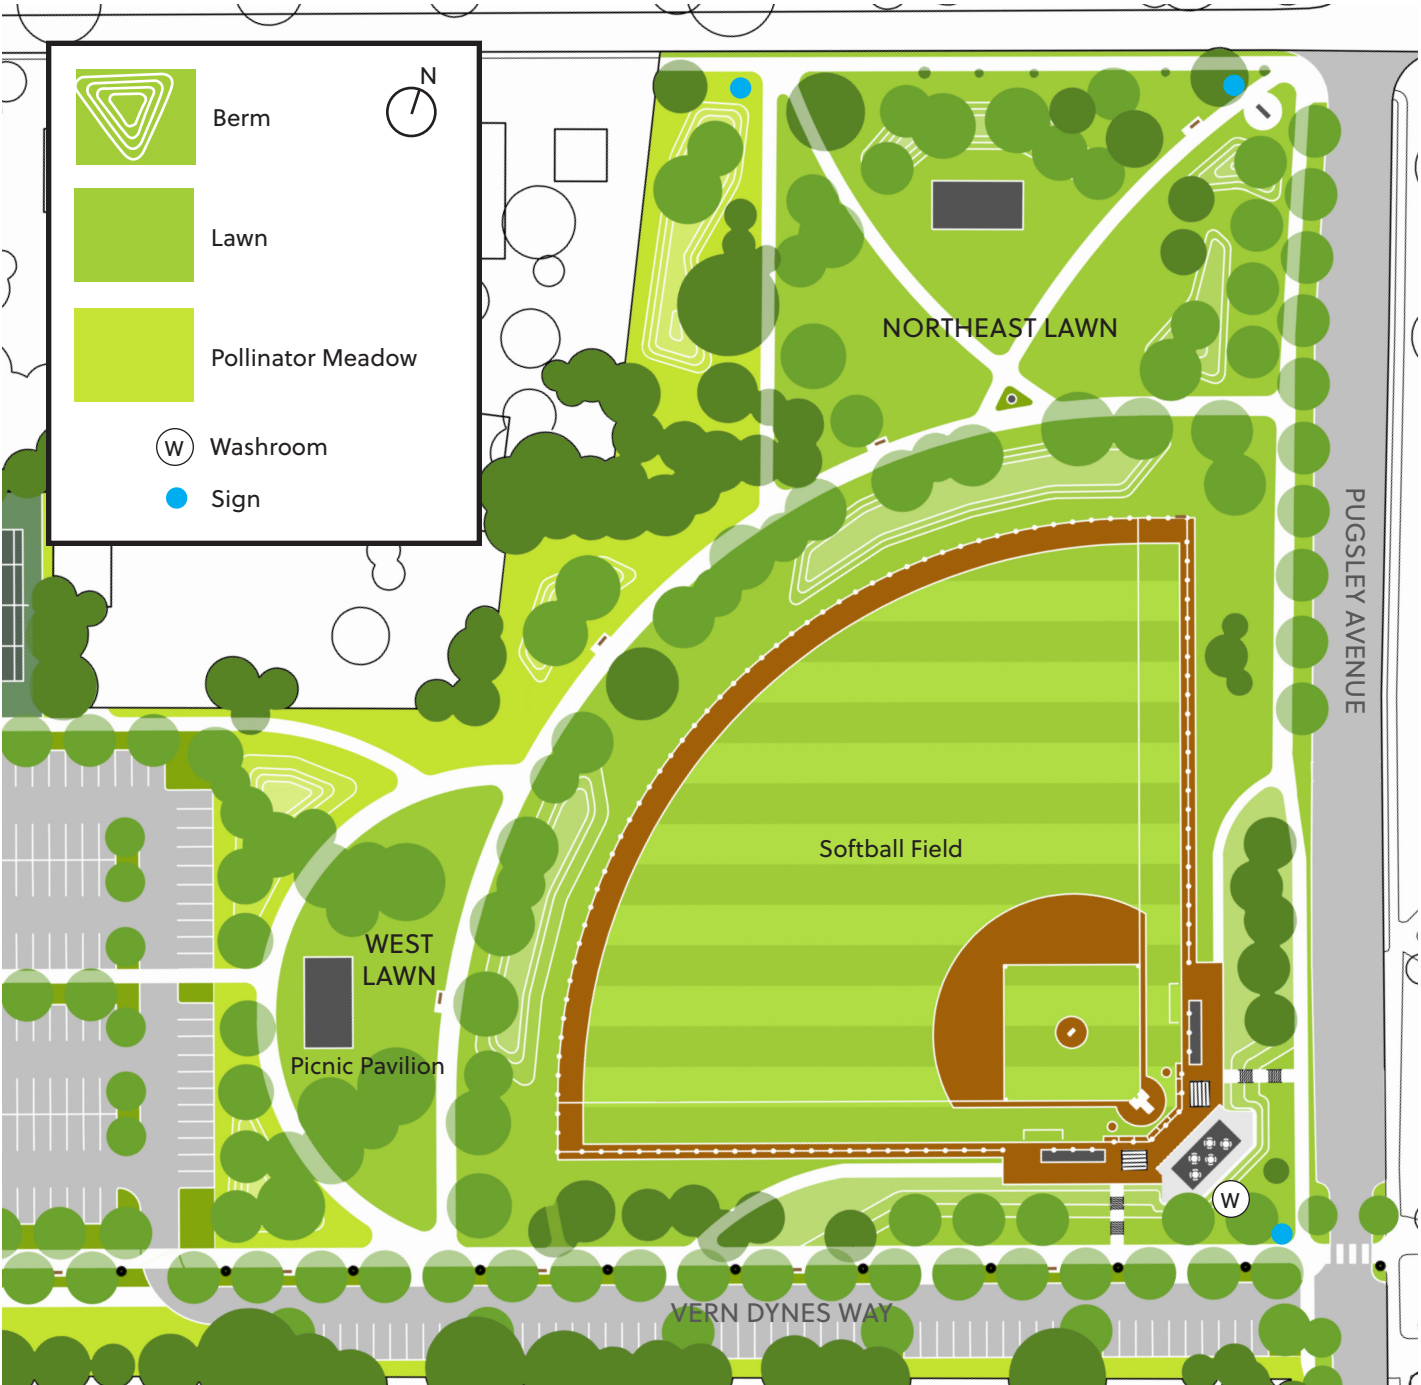 N
Berm
Lawn
Pollinator Meadow
W Washroom
Sign
NORTHEAST LAWN
PUGSLEY AVENUE
Softball Field
WEST
LAWN
Picnic Pavilion
W
VERN DYNES WAY